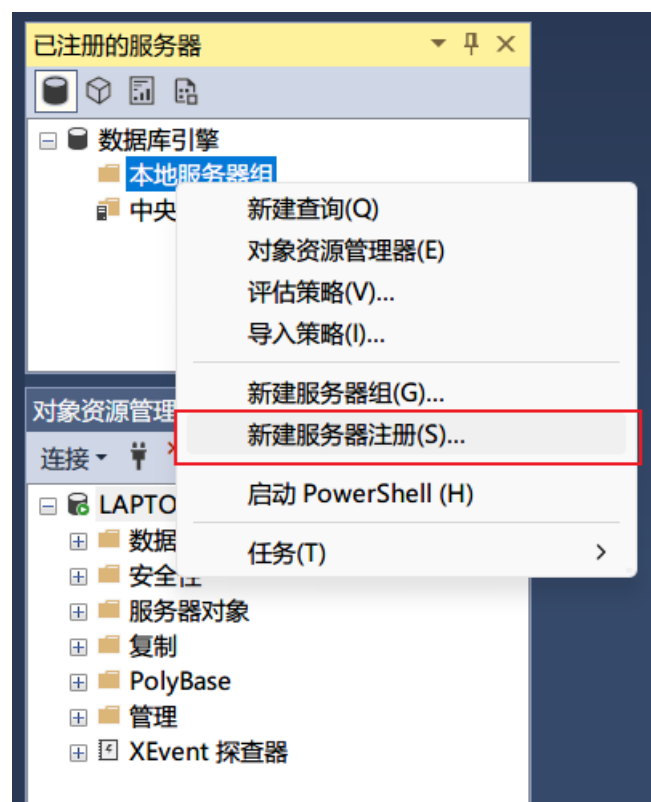 已注册的服务器
数据库引擎
本地服务器组
中央
新建查询(Q)
对象资源管理器(E)
评估策略(V)...
导入策略(I)...
新建服务器组(G)...
新建服务器注册(S)...
启动 PowerShell (H)
任务(T)
对象资源管理
连接
LAPTO
数据
安全性
服务器对象
复制
PolyBase
管理
XEvent 探查器